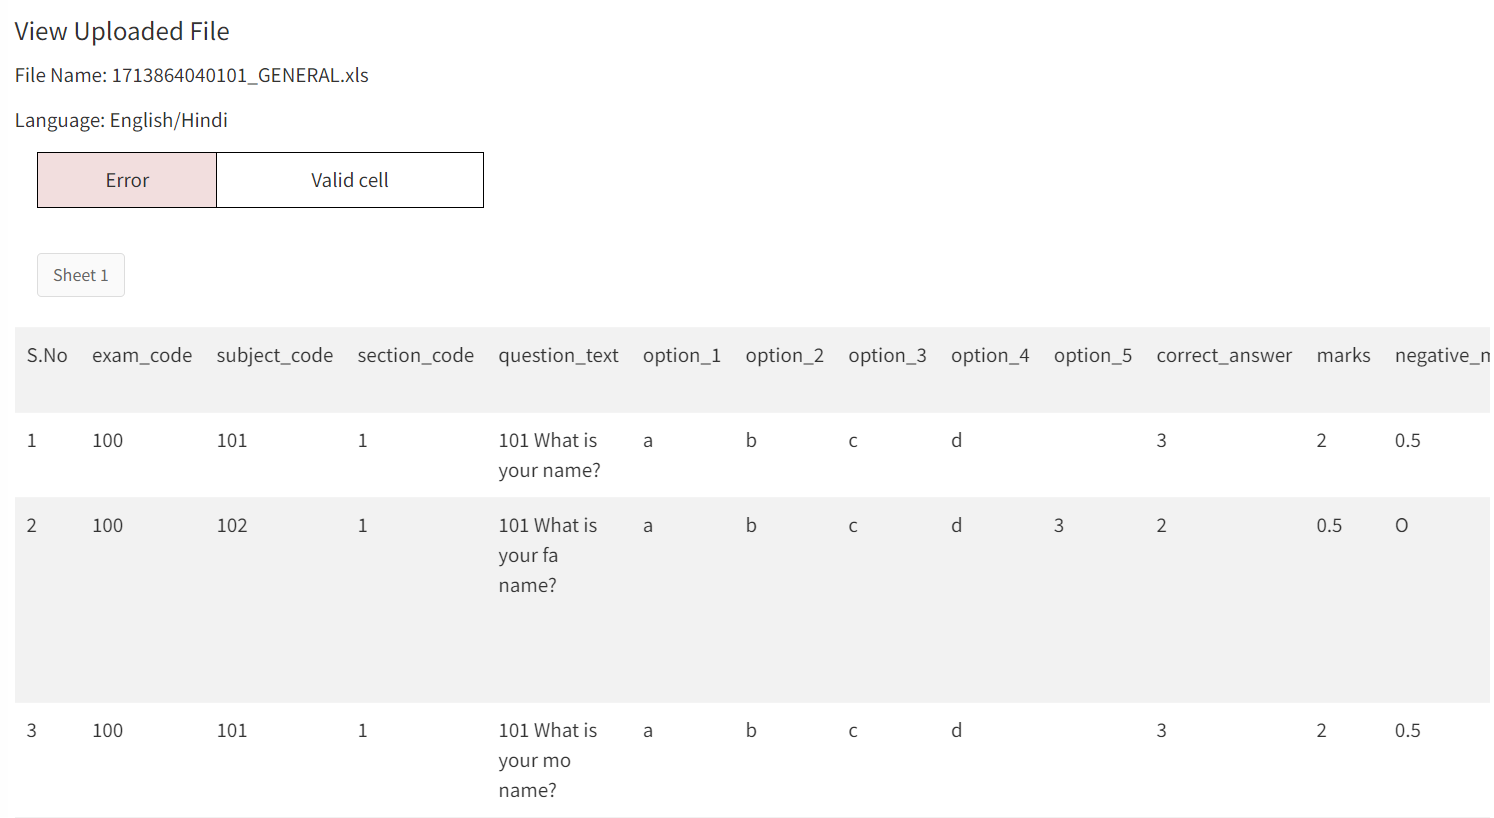 View Uploaded File
File Name: 1713864040101_GENERAL.xls
Language: English/Hindi
Error Valid cell
Sheet 1
S.No exam_code subject_code section_code question_text option_1 option_2 option_3 option_4 option_5 correct_answer marks negative_m
1 100 101 1 101 What is a b c d 3 2 0.5
your name?
2 100 102 1 101 What is a b c d 3 2 0.5 O
your fa
name?
3 100 101 1 101 What is a b c d 3 2 0.5
your mo
name?